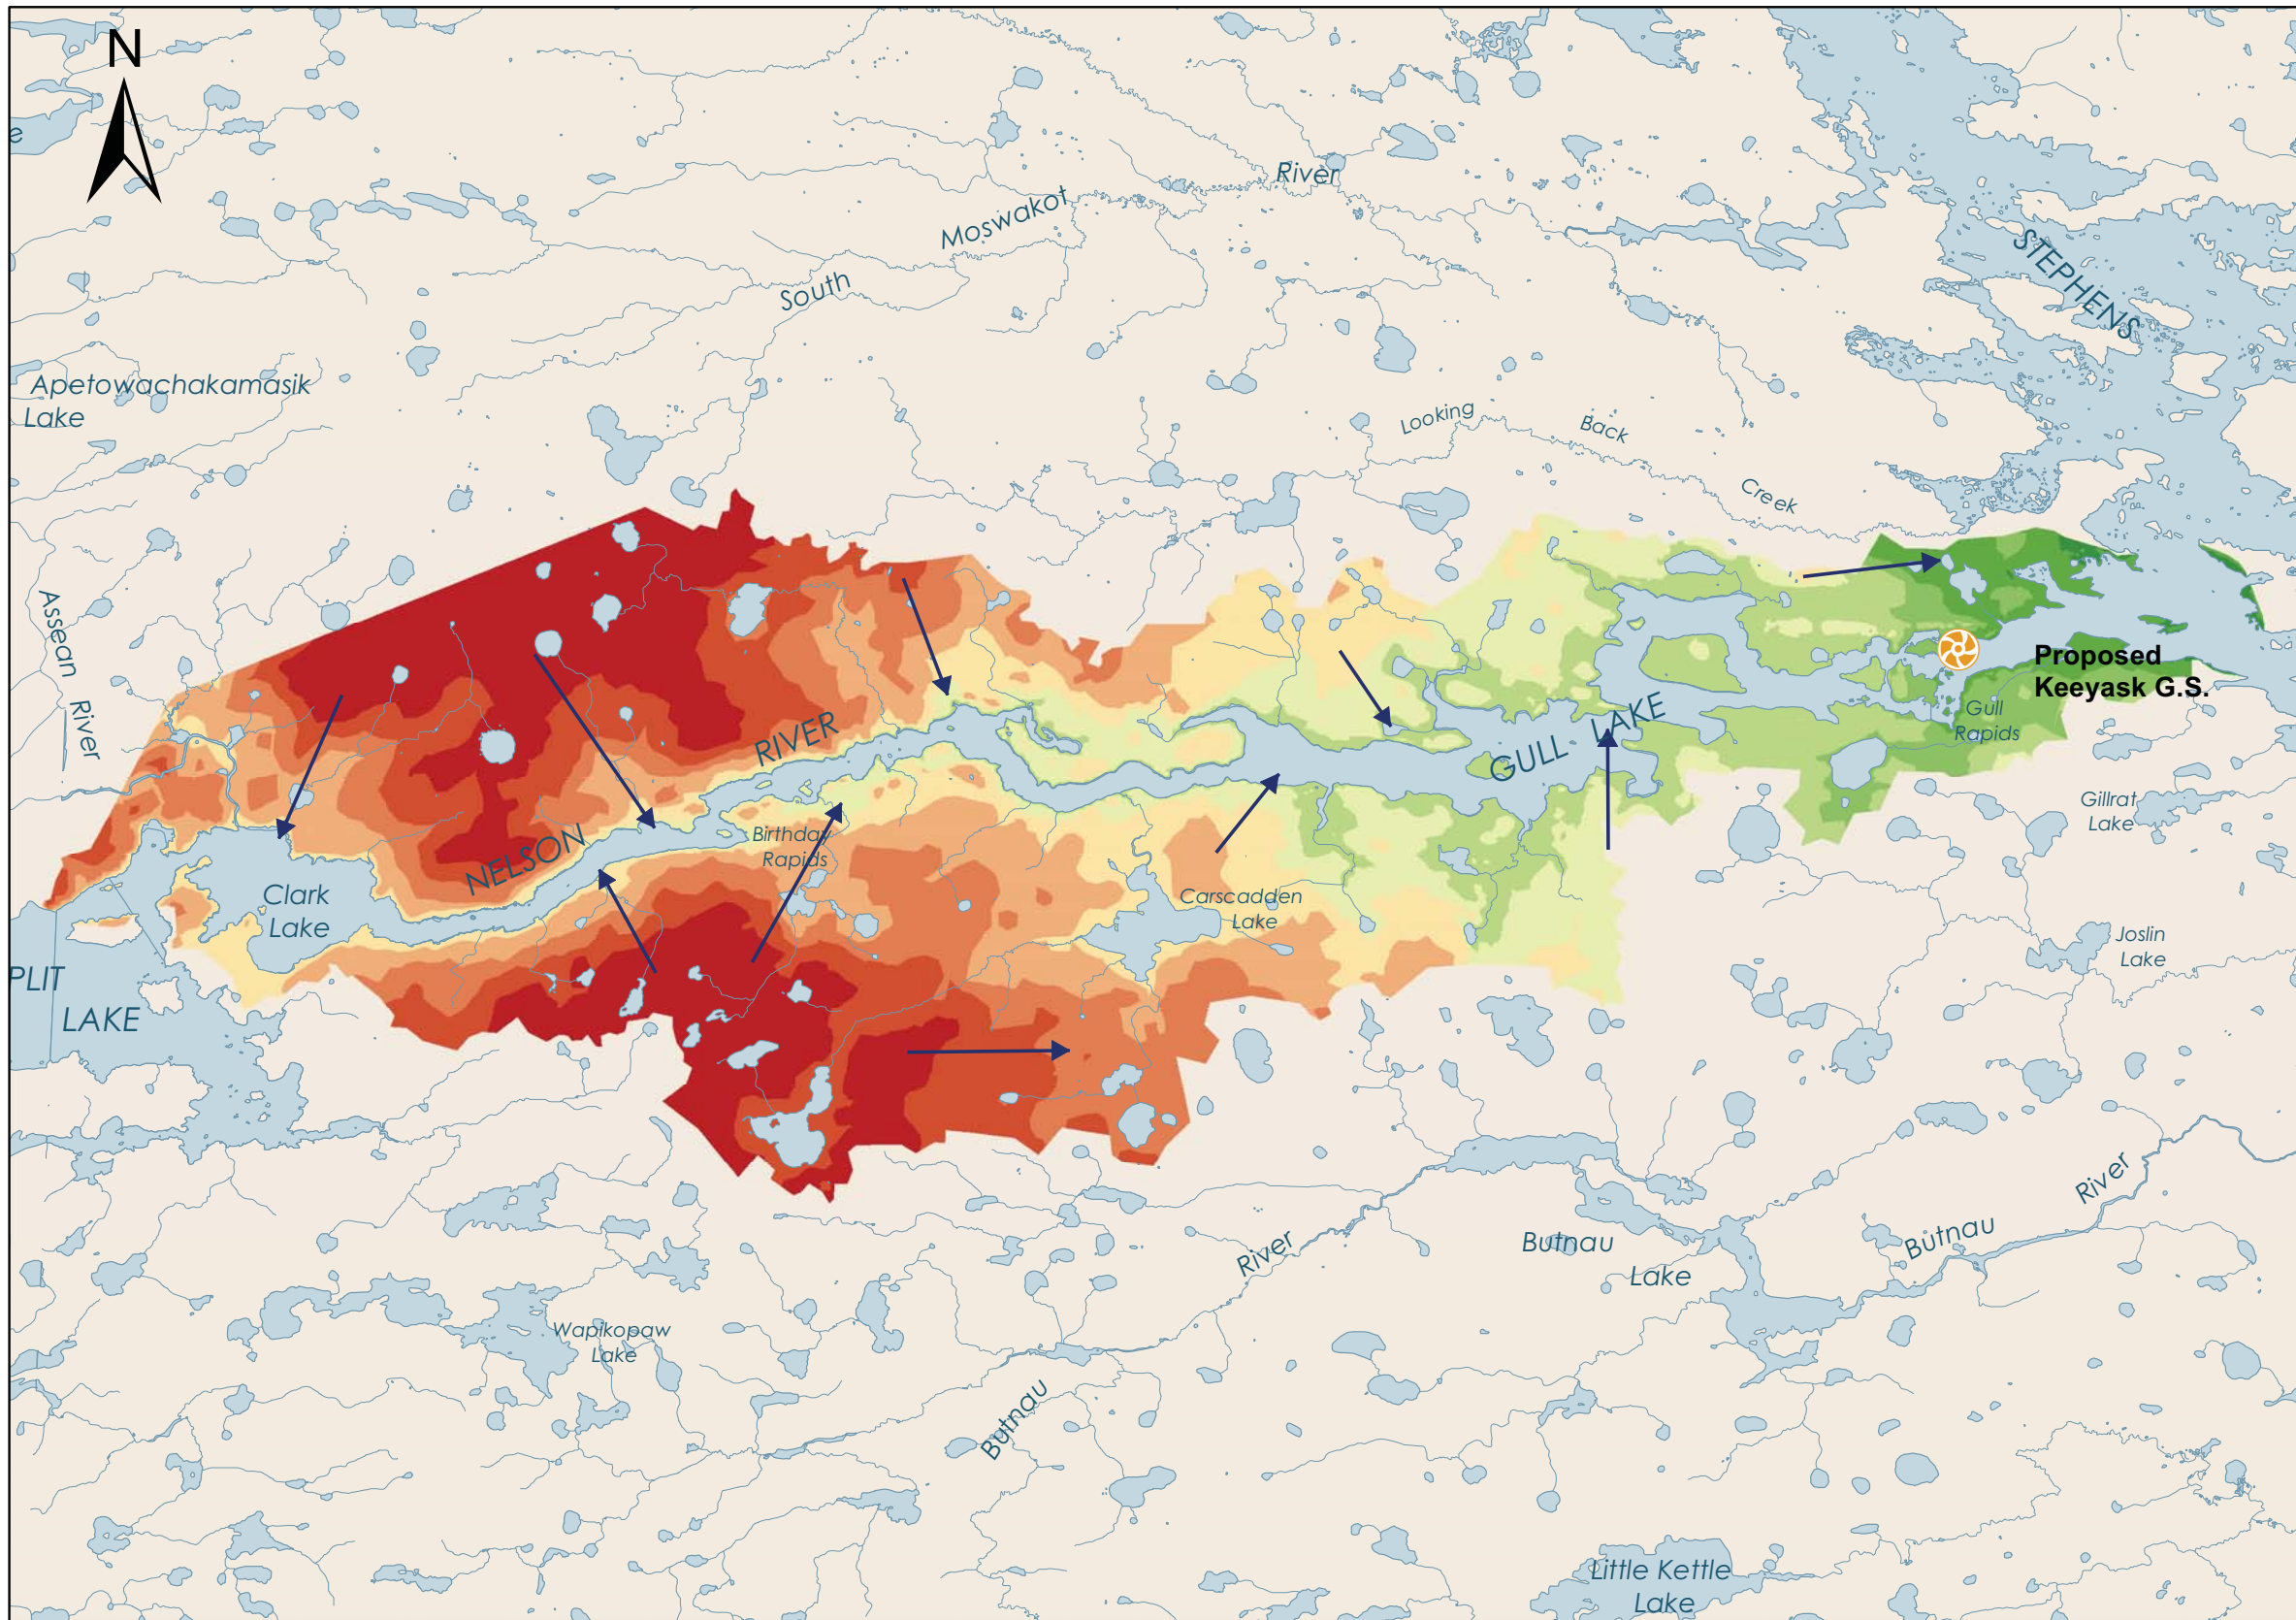 N
e
River
Moswakot
South
STEPHENS
Apetowachakamasik
Lake
Looking
Back
Creek
Assean
River
Proposed
Keeyask G.S.
Gull
Rapids
RIVER
GULL LAKE
NELSON
Birthday
Rapids
Gillrat
Lake
Clark
Lake
Carscadden
Lake
Joslin
Lake
PLIT
LAKE
River
Butnau
River
Butnau
Lake
Wapikopaw
Lake
Butnau
Little Kettle
Lake